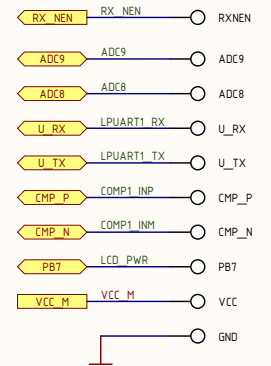 RX_NEN RX_NEN RXNEN
ADC9 ADC9 ADC9
ADC8 ADC8 ADC8
U_RX LPUART1_RX U_RX
U_TX LPUART1_TX U_TX
CMP_P COMP1_INP CMP_P
CMP_N COMP1_INM CMP_N
PB7 LCD_PWR PB7
VCC_M VCC_M VCC
GND